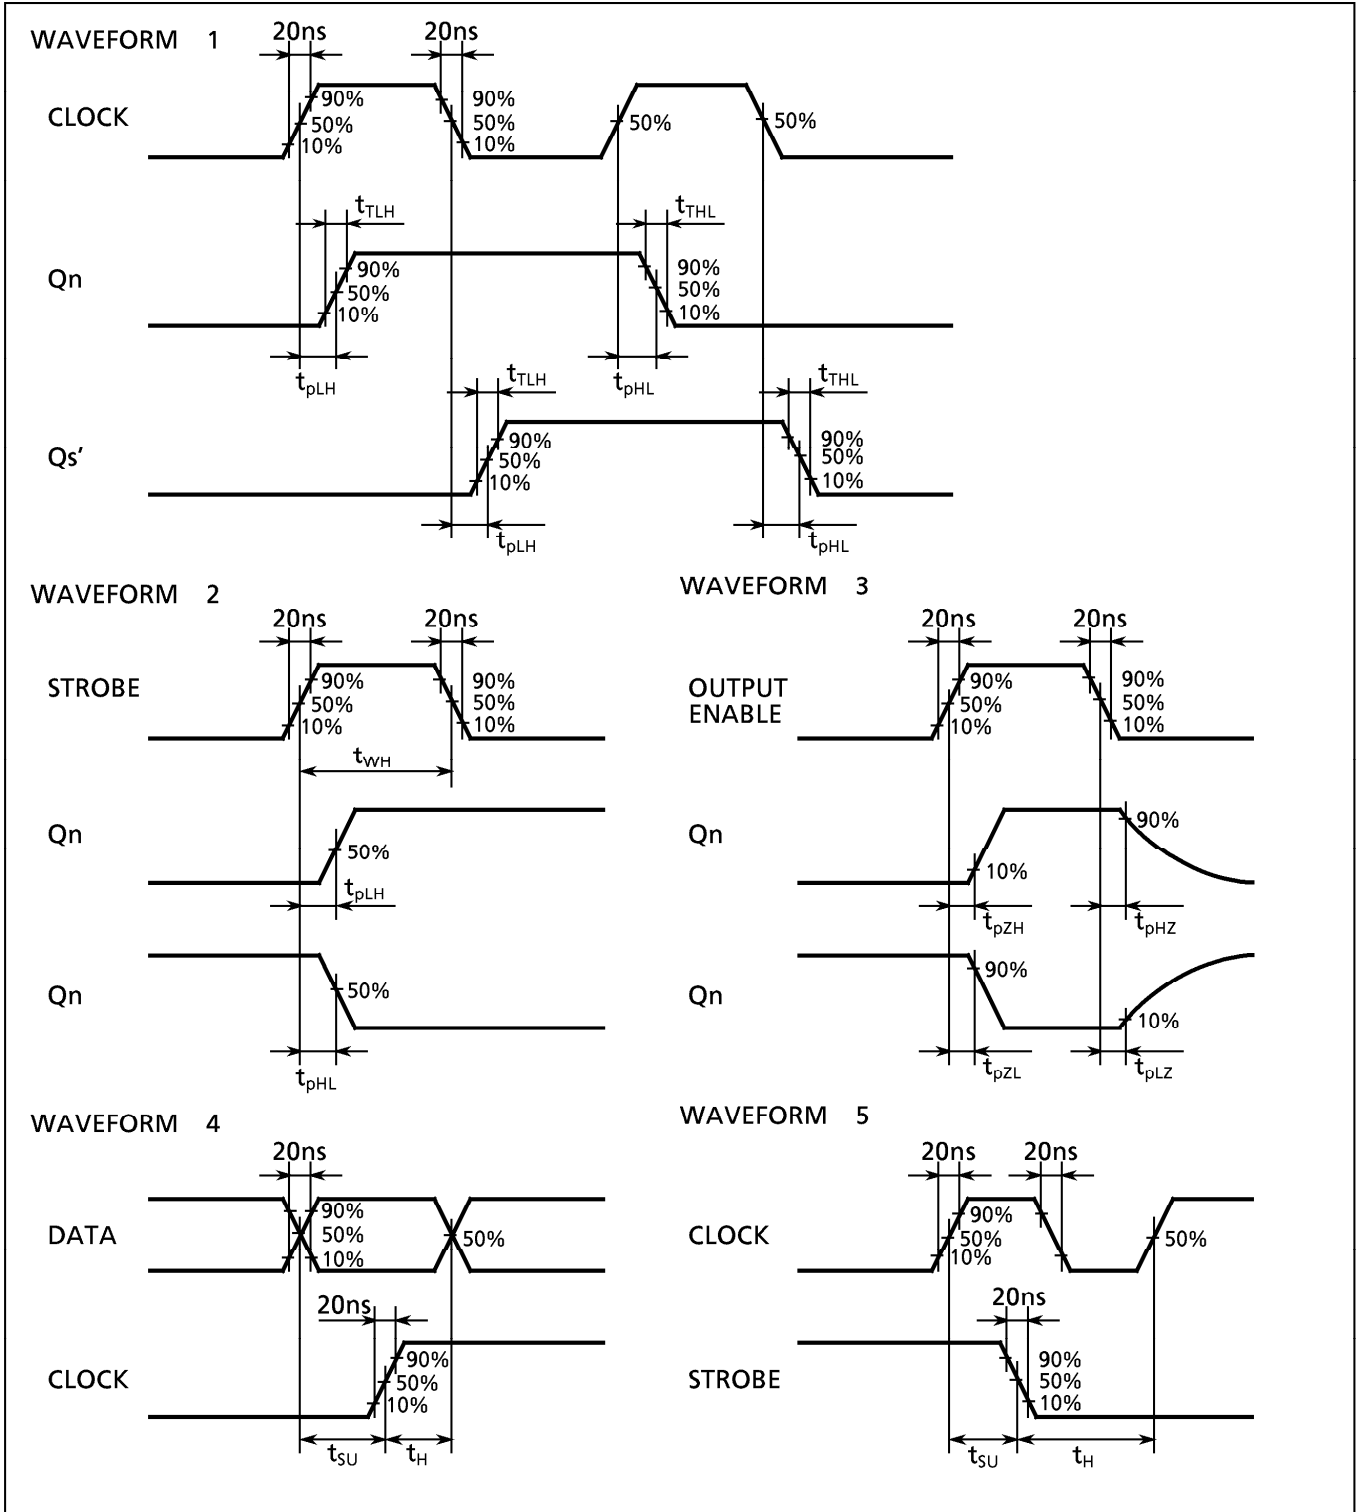 WAVEFORM 1
20ns 20ns
CLOCK
90% 90%
50% 50% 50% 50%
10% 10%
tTLH tTHL
Qn
90% 90%
50% 50%
10% 10%
tpLH tpHL
tTLH tTHL
Qs’
90% 90%
50% 50%
10% 10%
tpLH tpHL
WAVEFORM 2
20ns 20ns
STROBE
90% 90%
50% 50%
10% 10%
tWH
Qn
50%
tpLH
Qn
50%
tpHL
WAVEFORM 3
20ns 20ns
OUTPUT
ENABLE
90% 90%
50% 50%
10% 10%
Qn
90%
10%
tpZH tpHZ
Qn
90%
10%
tpZL tpLZ
WAVEFORM 4
20ns
DATA
90%
50% 50%
10%
20ns
CLOCK
90%
50%
10%
tSU tH
WAVEFORM 5
20ns 20ns
CLOCK
90%
50% 50%
10%
20ns
STROBE
90%
50%
10%
tSU tH